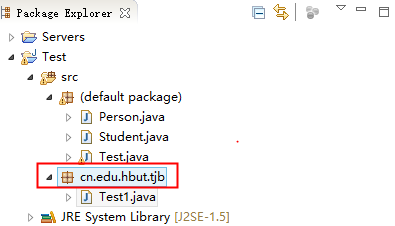 Package Explorer
Servers
Test
src
(default package)
Person.java
Student.java
Test.java
cn.edu.hbut.tjb
Test1.java
JRE System Library [J2SE-1.5]